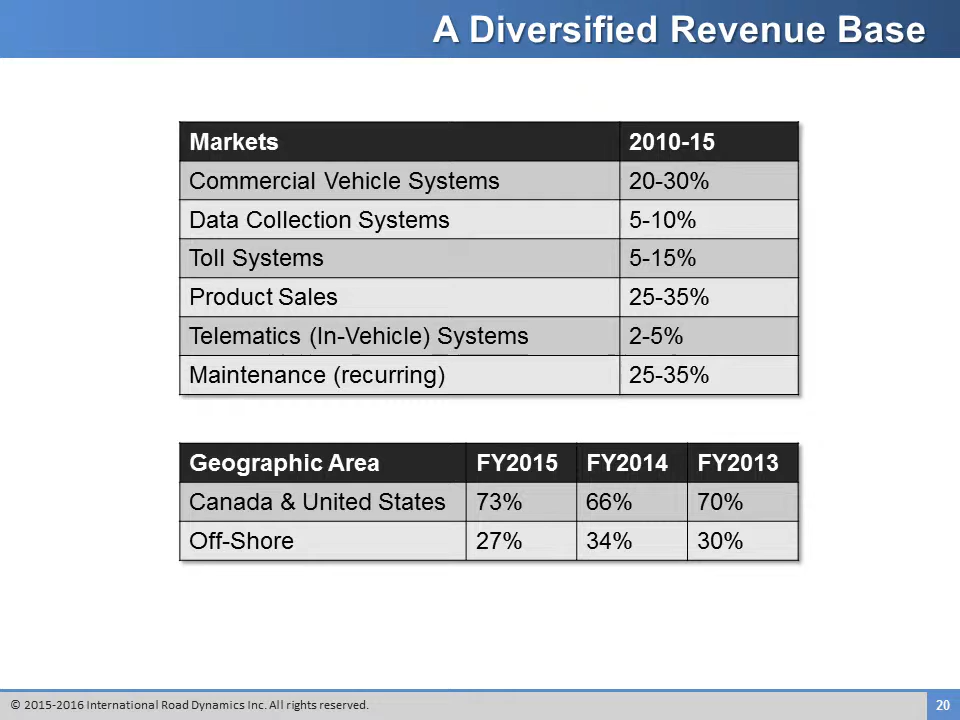 A Diversified Revenue Base
Markets 2010-15
Commercial Vehicle Systems 20-30%
Data Collection Systems 5-10%
Toll Systems 5-15%
Product Sales 25-35%
Telematics (In-Vehicle) Systems 2-5%
Maintenance (recurring) 25-35%
Geographic Area FY2015 FY2014 FY2013
Canada & United States 73% 66% 70%
Off-Shore 27% 34% 30%
© 2015-2016 International Road Dynamics Inc. All rights reserved. 20